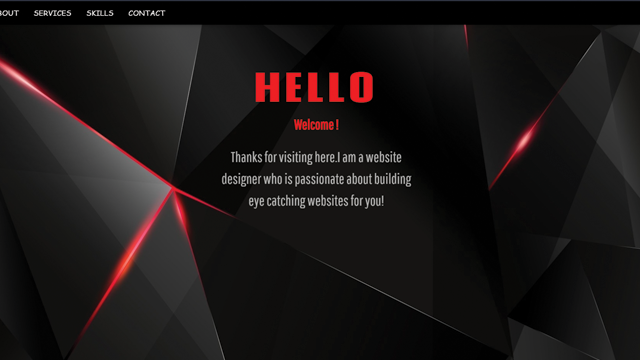 SERVICES SKILLS CONTACT
HELLO
Welcome !
Thanks for visiting here.I am a website
designer who is passionate about building
eye catching websites for you!